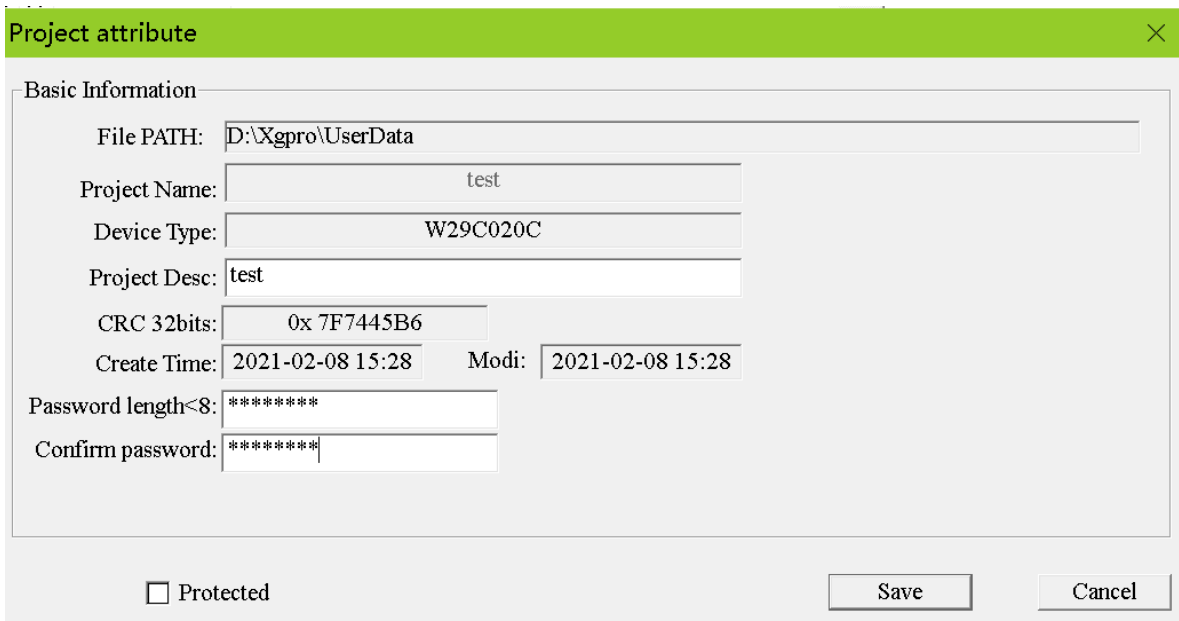 Project attribute
Basic Information
File PATH: D:\Xgpro\UserData
Project Name: test
Device Type: W29C020C
Project Desc: test
CRC 32bits: 0x 7F7445B6
Create Time: 2021-02-08 15:28 Modi: 2021-02-08 15:28
Password length<8: ********
Confirm password: ********
Protected Save Cancel